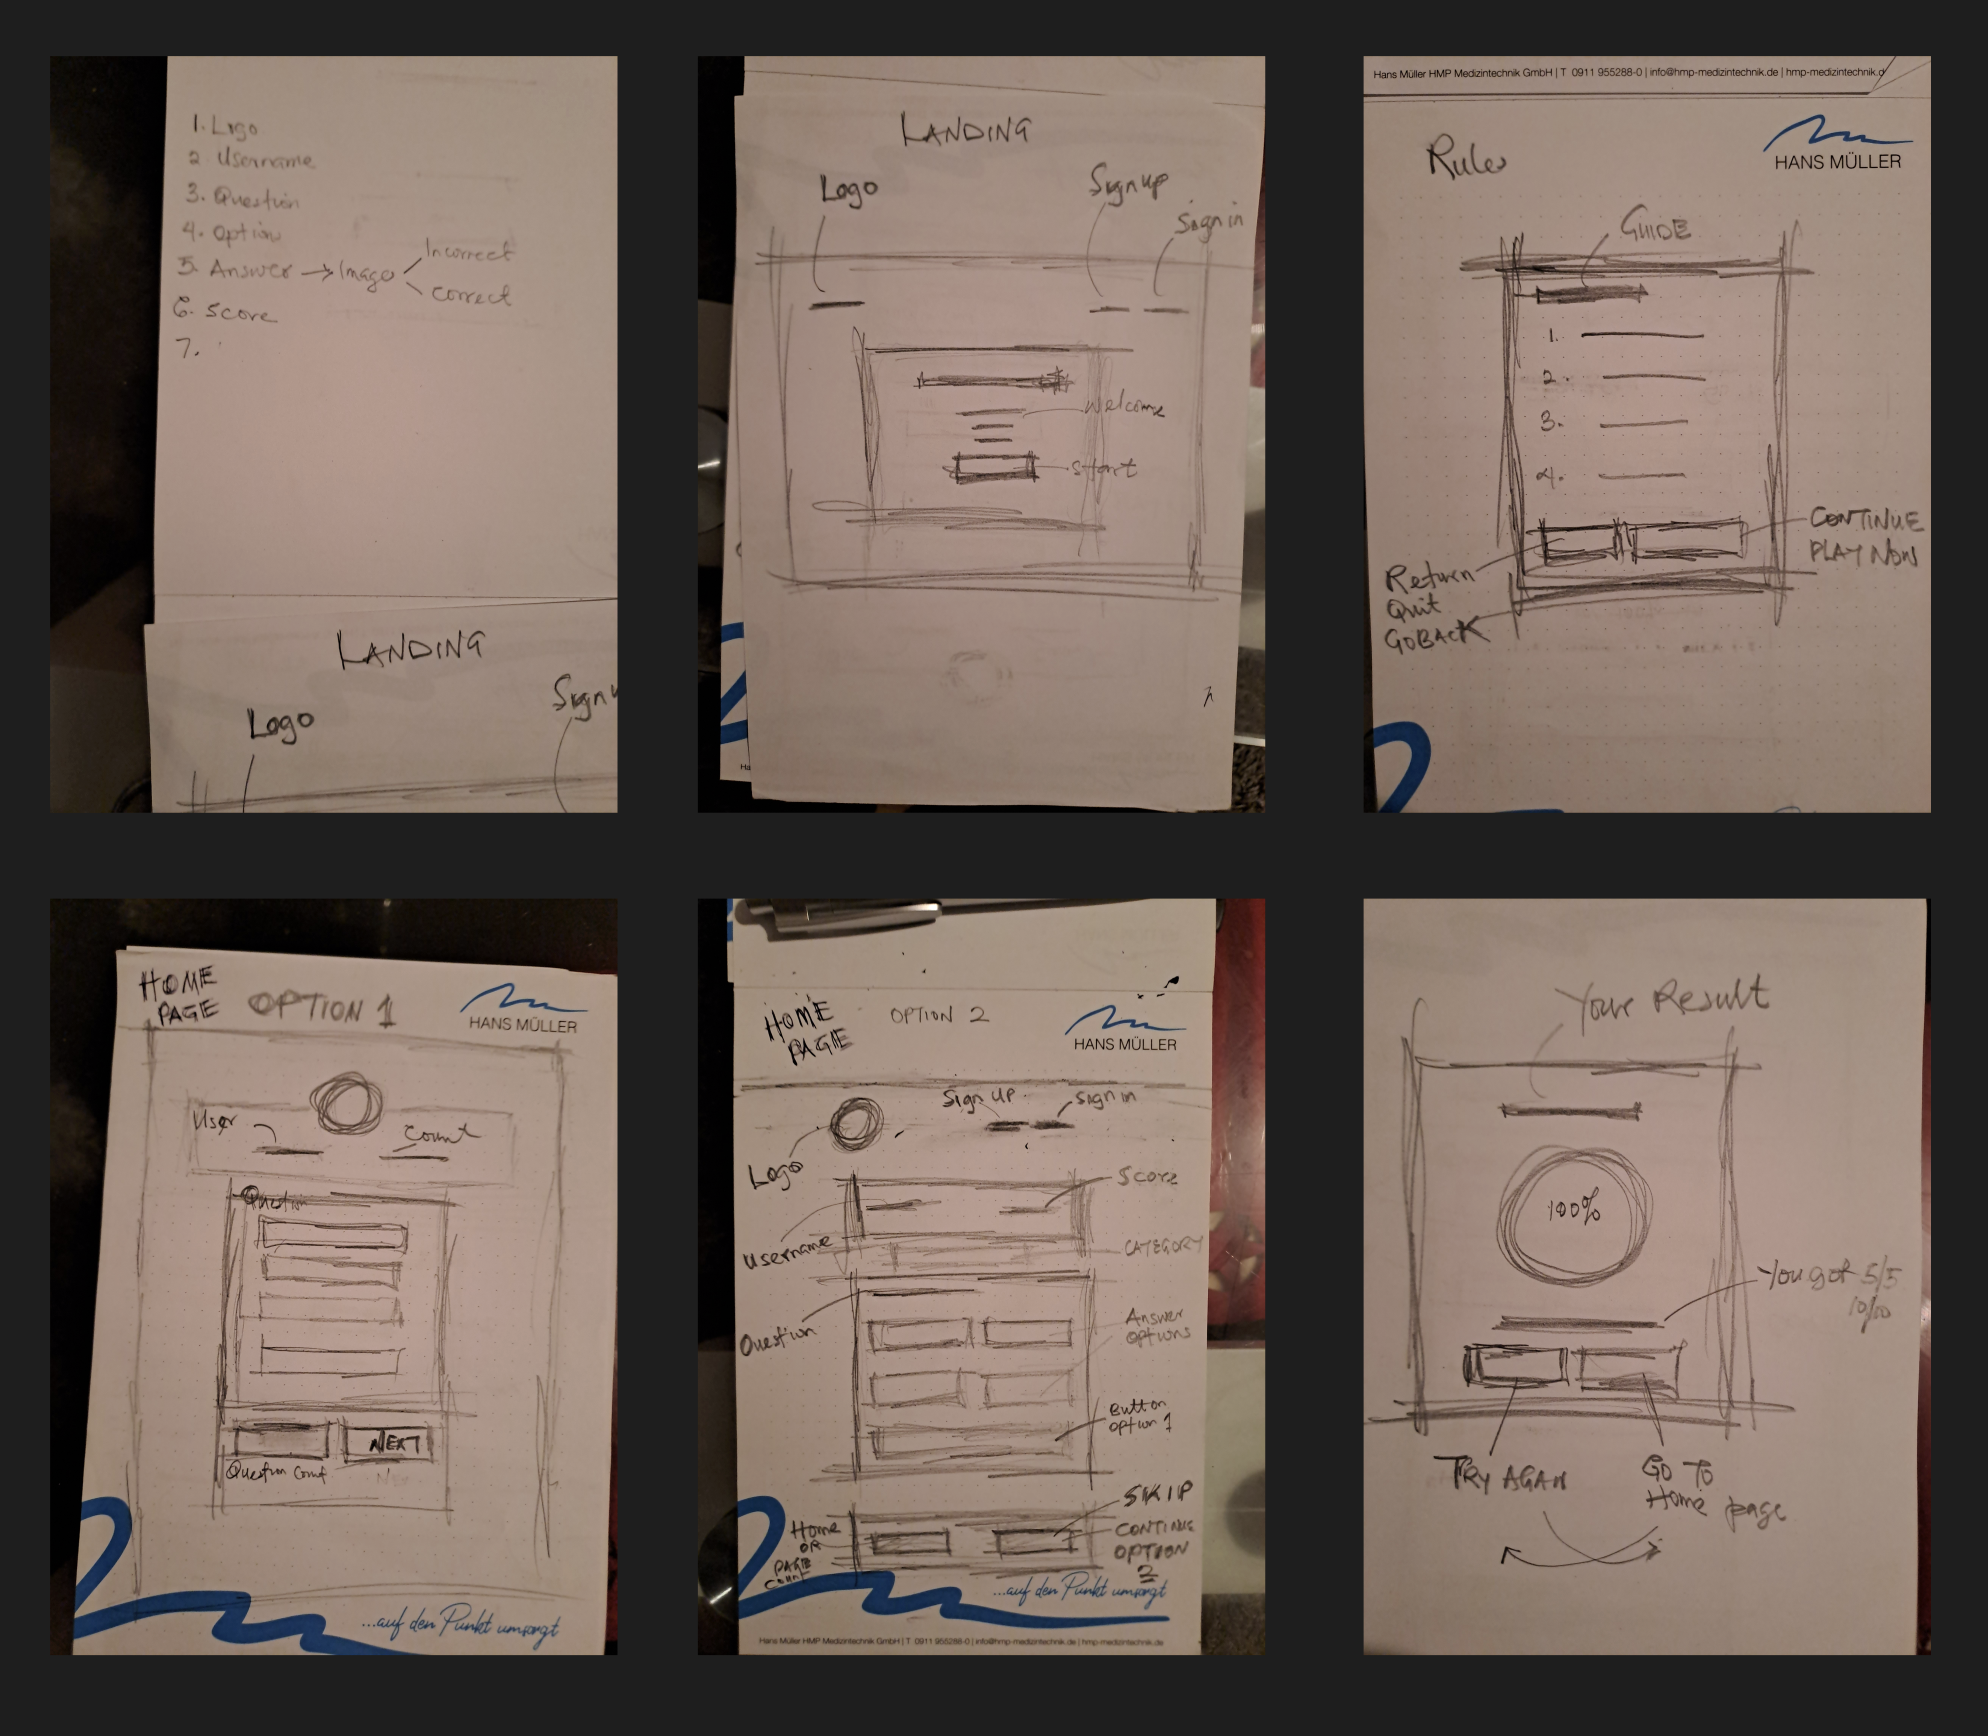 1. Logo
2 Username
3. Question
4. Option
5. Answer → Image
Incorrect
correct
6. Score
7.
LANDING
Logo
LANDING
Logo
Sign up
Sign in
Welcome
Start
Hans Müller HMP Medizintechnik GmbH | T 0911 955288-0 | info@hmp-medizintechnik.de | hmp-medizintechnik.d
HANS MÜLLER
Rules
GUIDE
1.
2.
3.
4.
CONTINUE
PLAY NOW
Return
Quit
GOBACK
HOME
PAGE
OPTION 1
HANS MÜLLER
User
Count
Question
NEXT
Question Count
...auf den Punkt umsorgt
HOME
PAGE
OPTION 2
HANS MÜLLER
Sign UP
Sign in
Logo
Score
Username
CATEGORY
Question
Answer
options
Button
option 1
SKIP
Home
OR
PAGE
count
CONTINUE
OPTION
2
...auf den Punkt umsorgt
Hans Müller HMP Medizintechnik GmbH | T 0911 955288-0 | info@hmp-medizintechnik.de | hmp-medizintechnik.de
Your Result
100%
You got 5/5
10/10
TRY AGAIN
GO TO
Home page